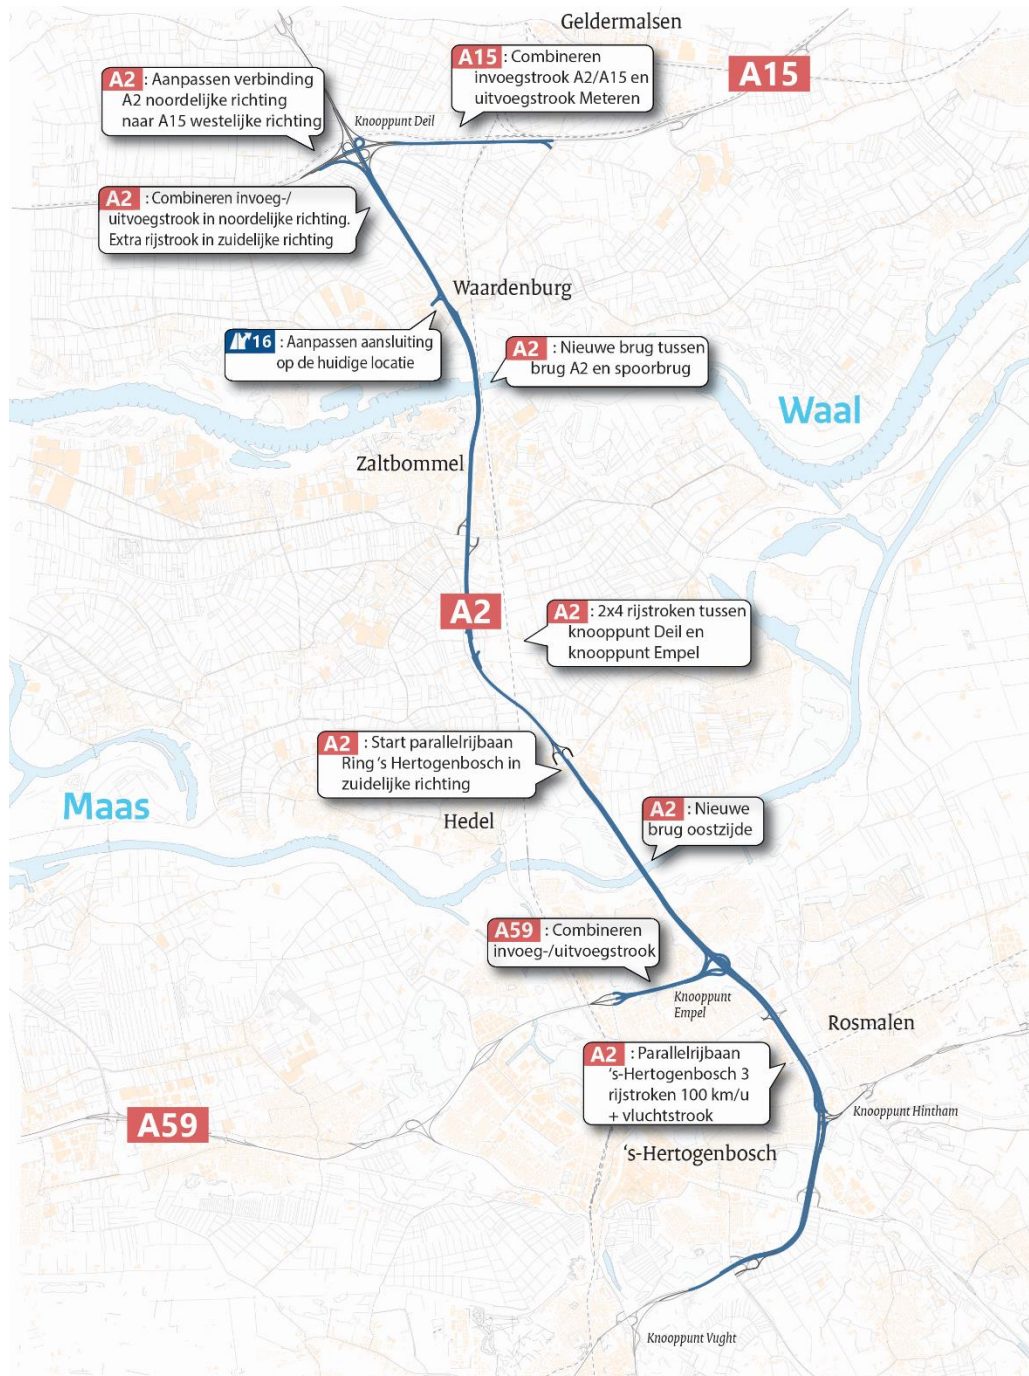 Geldermalsen
A15 : Combineren
invoegstrook A2/A15 en
uitvoegstrook Meteren
A15
A2 : Aanpassen verbinding
A2 noordelijke richting
naar A15 westelijke richting
Knooppunt Deil
A2 : Combineren invoeg-/
uitvoegstrook in noordelijke richting.
Extra rijstrook in zuidelijke richting
Waardenburg
16 : Aanpassen aansluiting
op de huidige locatie
A2 : Nieuwe brug tussen
brug A2 en spoorbrug
Waal
Zaltbommel
A2
A2 : 2x4 rijstroken tussen
knooppunt Deil en
knooppunt Empel
A2 : Start parallelrijbaan
Ring 's Hertogenbosch in
zuidelijke richting
Maas
Hedel
A2 : Nieuwe
brug oostzijde
A59 : Combineren
invoeg-/uitvoegstrook
Knooppunt
Empel
Rosmalen
A2 : Parallelrijbaan
's-Hertogenbosch 3
rijstroken 100 km/u
+ vluchtstrook
Knooppunt Hintham
A59
's-Hertogenbosch
Knooppunt Vught